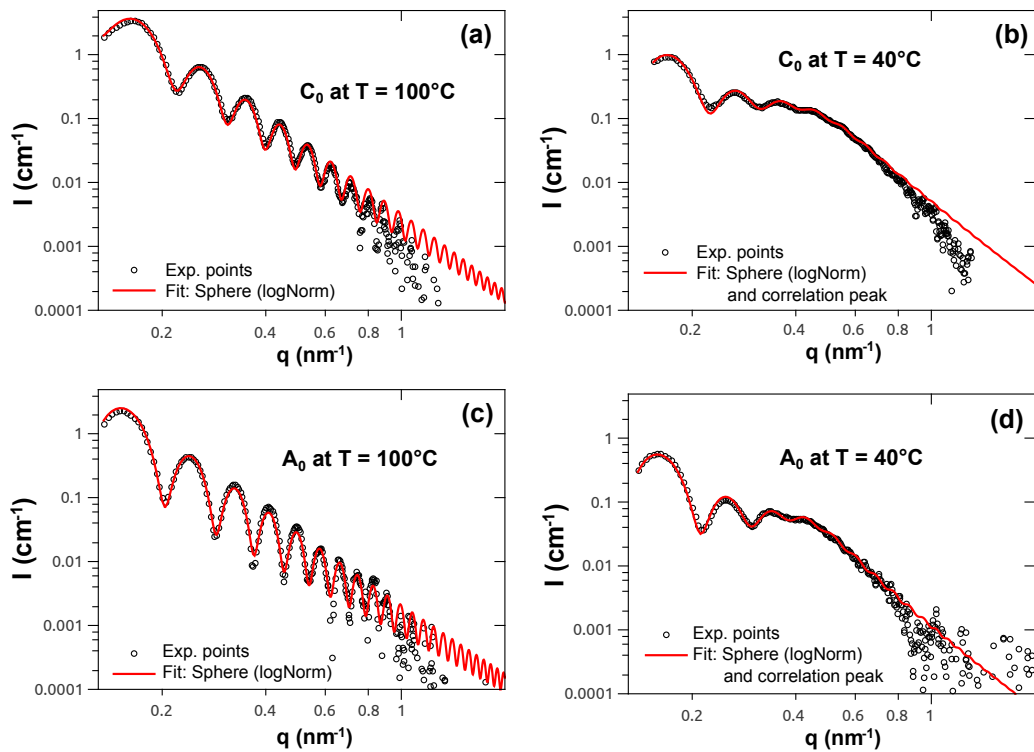 (a)
C₀ at T = 100°C
1
0.1
0.01
0.001
0.0001
I (cm⁻¹)
Exp. points
Fit: Sphere (logNorm)
0.2
0.4
0.6
0.8
1
q (nm⁻¹)
(b)
C₀ at T = 40°C
1
0.1
0.01
0.001
0.0001
I (cm⁻¹)
Exp. points
Fit: Sphere (logNorm)
and correlation peak
0.2
0.4
0.6
0.8
1
q (nm⁻¹)
(c)
A₀ at T = 100°C
1
0.1
0.01
0.001
0.0001
I (cm⁻¹)
Exp. points
Fit: Sphere (logNorm)
0.2
0.4
0.6
0.8
1
q (nm⁻¹)
(d)
A₀ at T = 40°C
1
0.1
0.01
0.001
0.0001
I (cm⁻¹)
Exp. points
Fit: Sphere (logNorm)
and correlation peak
0.2
0.4
0.6
0.8
1
q (nm⁻¹)